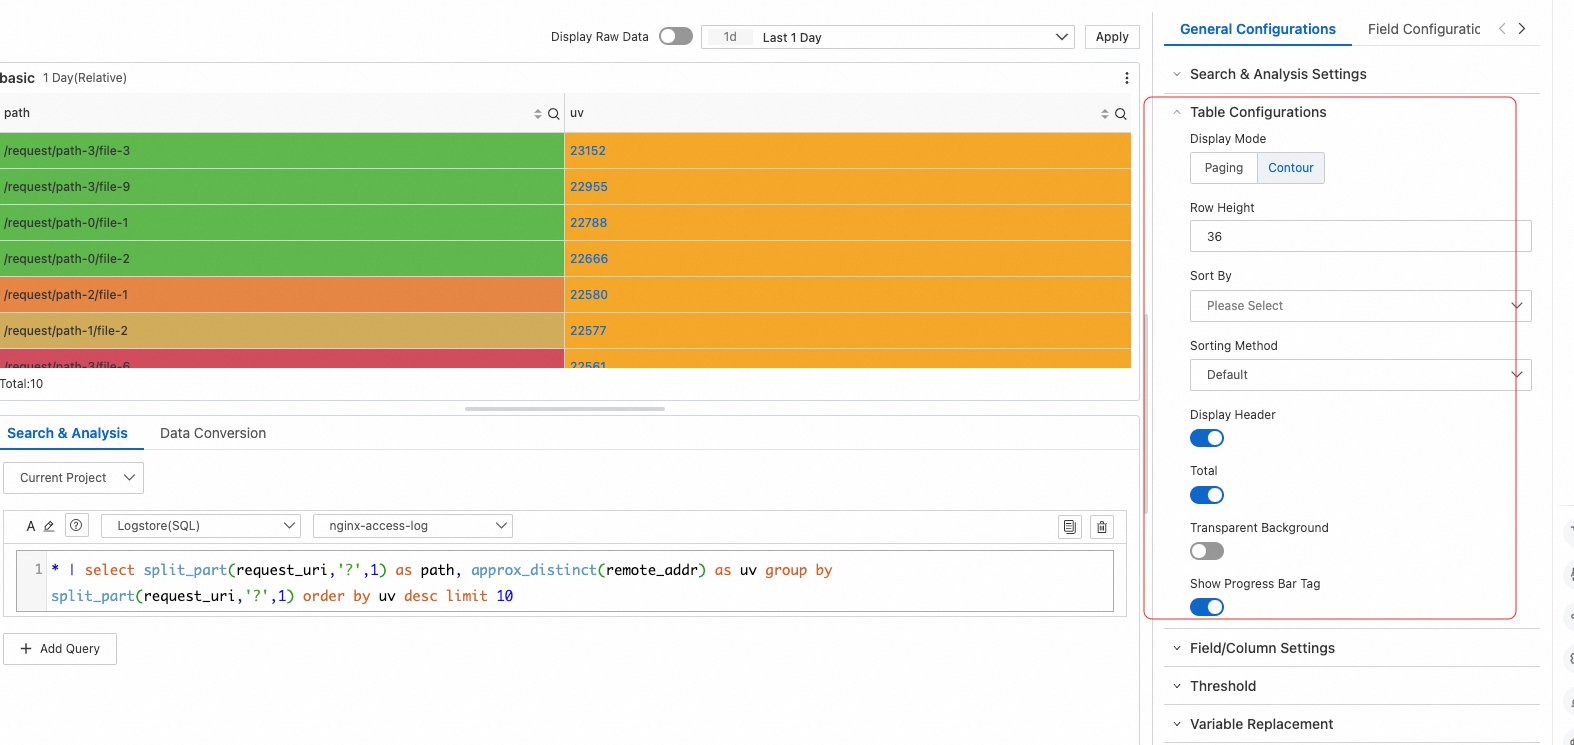 Display Raw Data
1d Last 1 Day
Apply
basic 1 Day(Relative)
path
uv
/request/path-3/file-3 23152
/request/path-3/file-9 22955
/request/path-0/file-1 22788
/request/path-0/file-2 22666
/request/path-2/file-1 22580
/request/path-1/file-2 22577
/request/path-3/file-6 22561
Total:10
Search & Analysis
Data Conversion
Current Project
A
Logstore(SQL)
nginx-access-log
1 * | select split_part(request_uri,'?',1) as path, approx_distinct(remote_addr) as uv group by
split_part(request_uri,'?',1) order by uv desc limit 10
Add Query
General Configurations
Field Configuratic
Search & Analysis Settings
Table Configurations
Display Mode
Paging
Contour
Row Height
36
Sort By
Please Select
Sorting Method
Default
Display Header
Total
Transparent Background
Show Progress Bar Tag
Field/Column Settings
Threshold
Variable Replacement